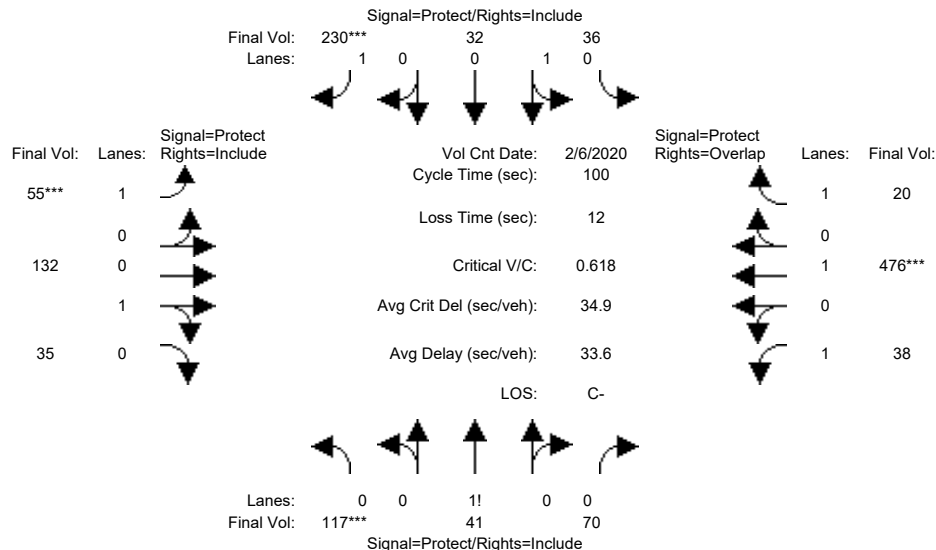 Signal=Protect/Rights=Include
Final Vol: 230*** 32 36
Lanes: 1 0 0 1 0
Signal=Protect Signal=Protect
Final Vol: Lanes: Rights=Include Vol Cnt Date: 2/6/2020 Rights=Overlap Lanes: Final Vol:
Cycle Time (sec): 100
55*** 1 1 20
Loss Time (sec): 12
0 0
132 0 Critical V/C: 0.618 1 476***
1 Avg Crit Del (sec/veh): 34.9 0
35 0 Avg Delay (sec/veh): 33.6 1 38
LOS: C-
Lanes: 0 0 1! 0 0
Final Vol: 117*** 41 70
Signal=Protect/Rights=Include